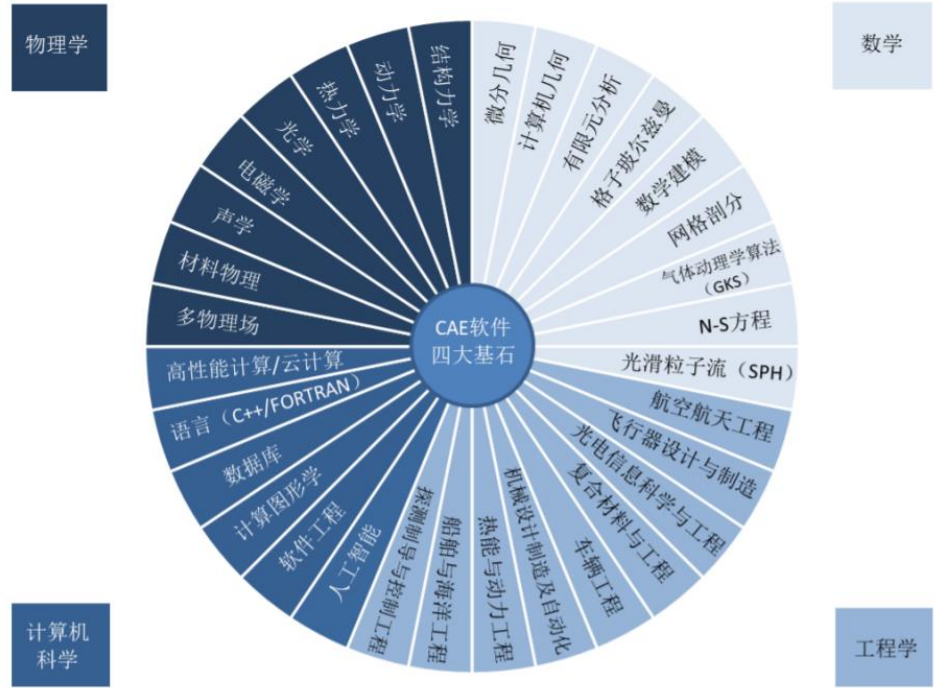 物理学
数学
CAE软件
四大基石
微分几何
计算机几何
有限元分析
格子玻尔兹曼
数学建模
网格剖分
气体动理学算法
（GKS）
N-S方程
光滑粒子流（SPH）
航空航天工程
飞行器设计与制造
光电信息科学与工程
复合材料与工程
车辆工程
机械设计制造及自动化
热能与动力工程
船舶与海洋工程
探测制导与控制工程
人工智能
软件工程
计算图形学
数据库
语言（C++/FORTRAN）
高性能计算/云计算
多物理场
材料物理
声学
电磁学
光学
热力学
动力学
结构力学
计算机
科学
工程学